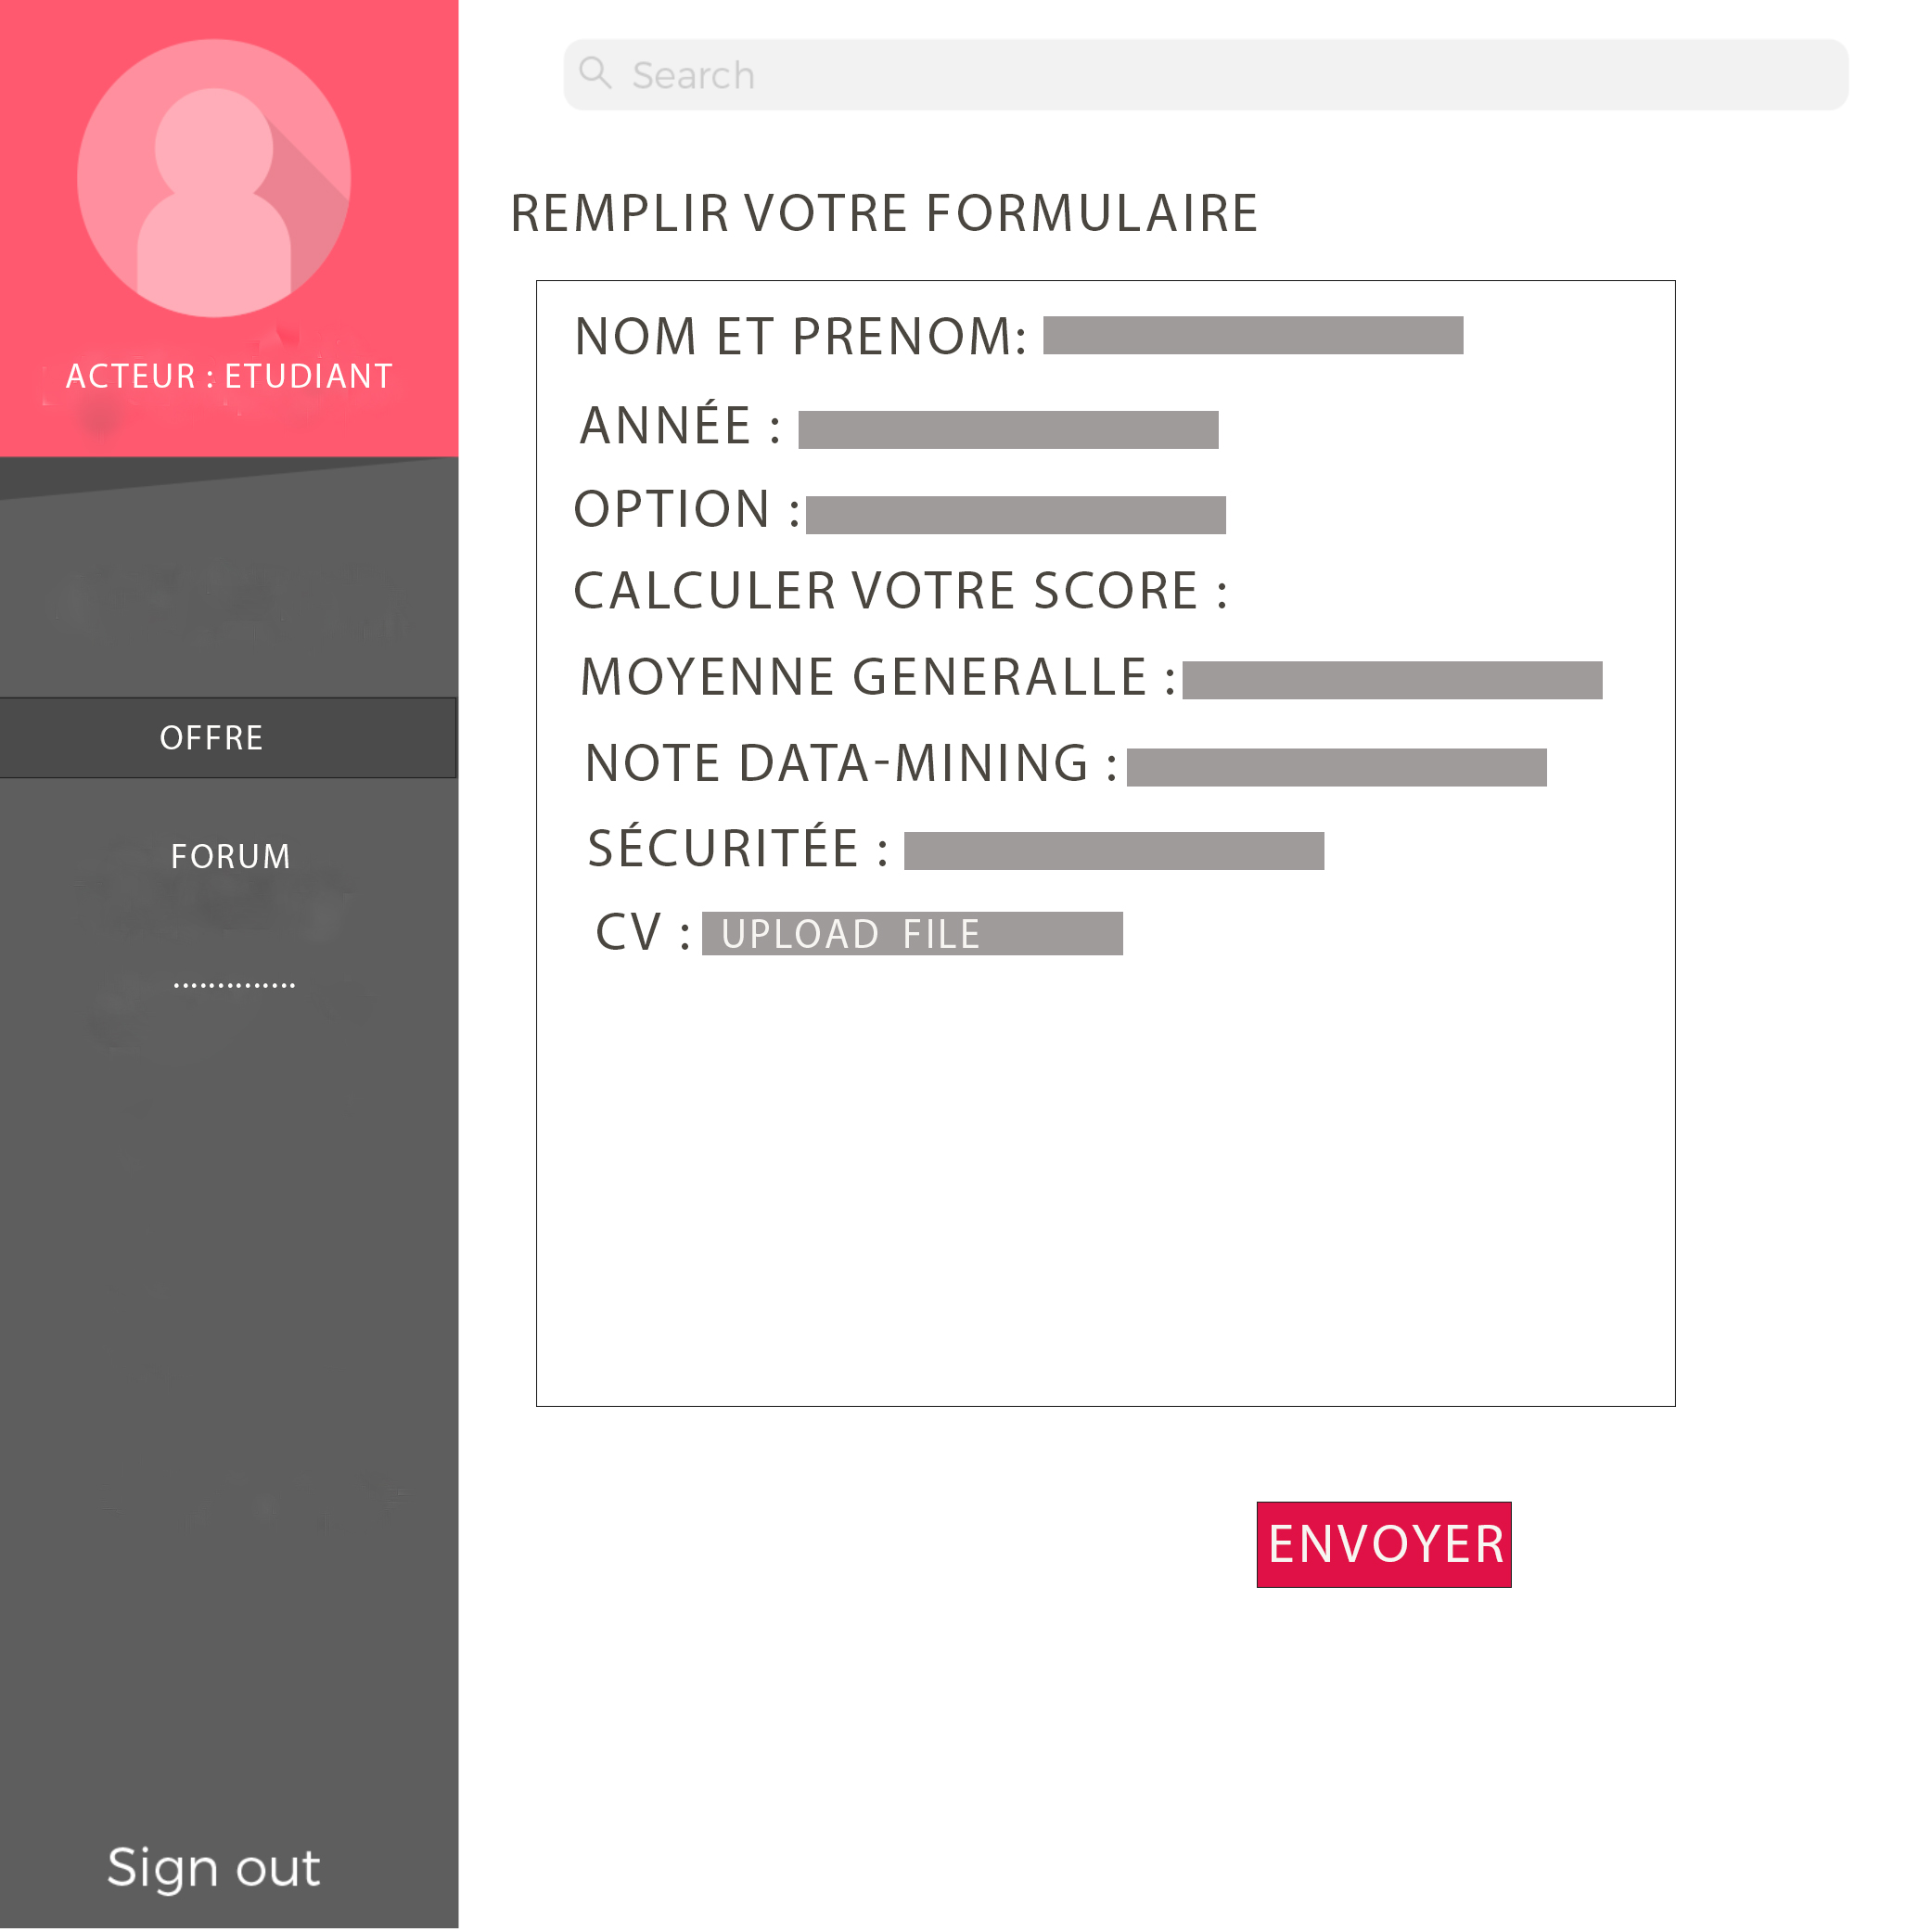 Search
REMPLIR VOTRE FORMULAIRE
ACTEUR : ETUDIANT
OFFRE
FORUM
..............
Sign out
NOM ET PRENOM:
ANNÉE :
OPTION :
CALCULER VOTRE SCORE :
MOYENNE GENERALLE :
NOTE DATA-MINING :
SÉCURITÉE :
CV : UPLOAD FILE
ENVOYER